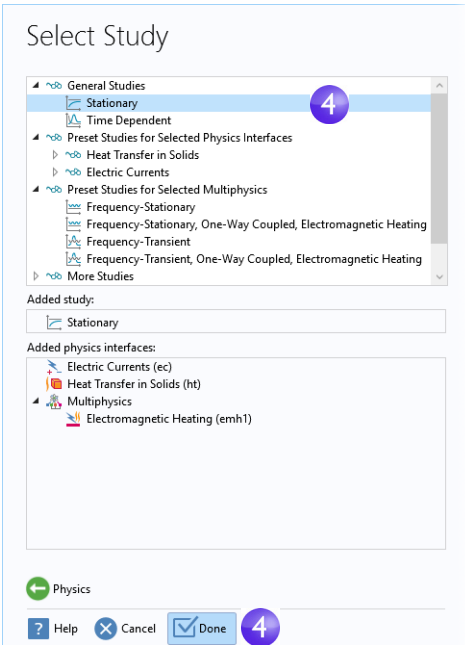 Select Study
General Studies
Stationary
4
Time Dependent
Preset Studies for Selected Physics Interfaces
Heat Transfer in Solids
Electric Currents
Preset Studies for Selected Multiphysics
Frequency-Stationary
Frequency-Stationary, One-Way Coupled, Electromagnetic Heating
Frequency-Transient
Frequency-Transient, One-Way Coupled, Electromagnetic Heating
More Studies
Added study:
Stationary
Added physics interfaces:
Electric Currents (ec)
Heat Transfer in Solids (ht)
Multiphysics
Electromagnetic Heating (emh1)
Physics
? Help Cancel Done 4